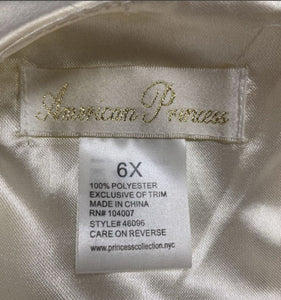 American Princess
6X
100% POLYESTER
EXCLUSIVE OF TRIM
MADE IN CHINA
RN# 104007
STYLE# 46096
CARE ON REVERSE
www.princesscollection.nyc